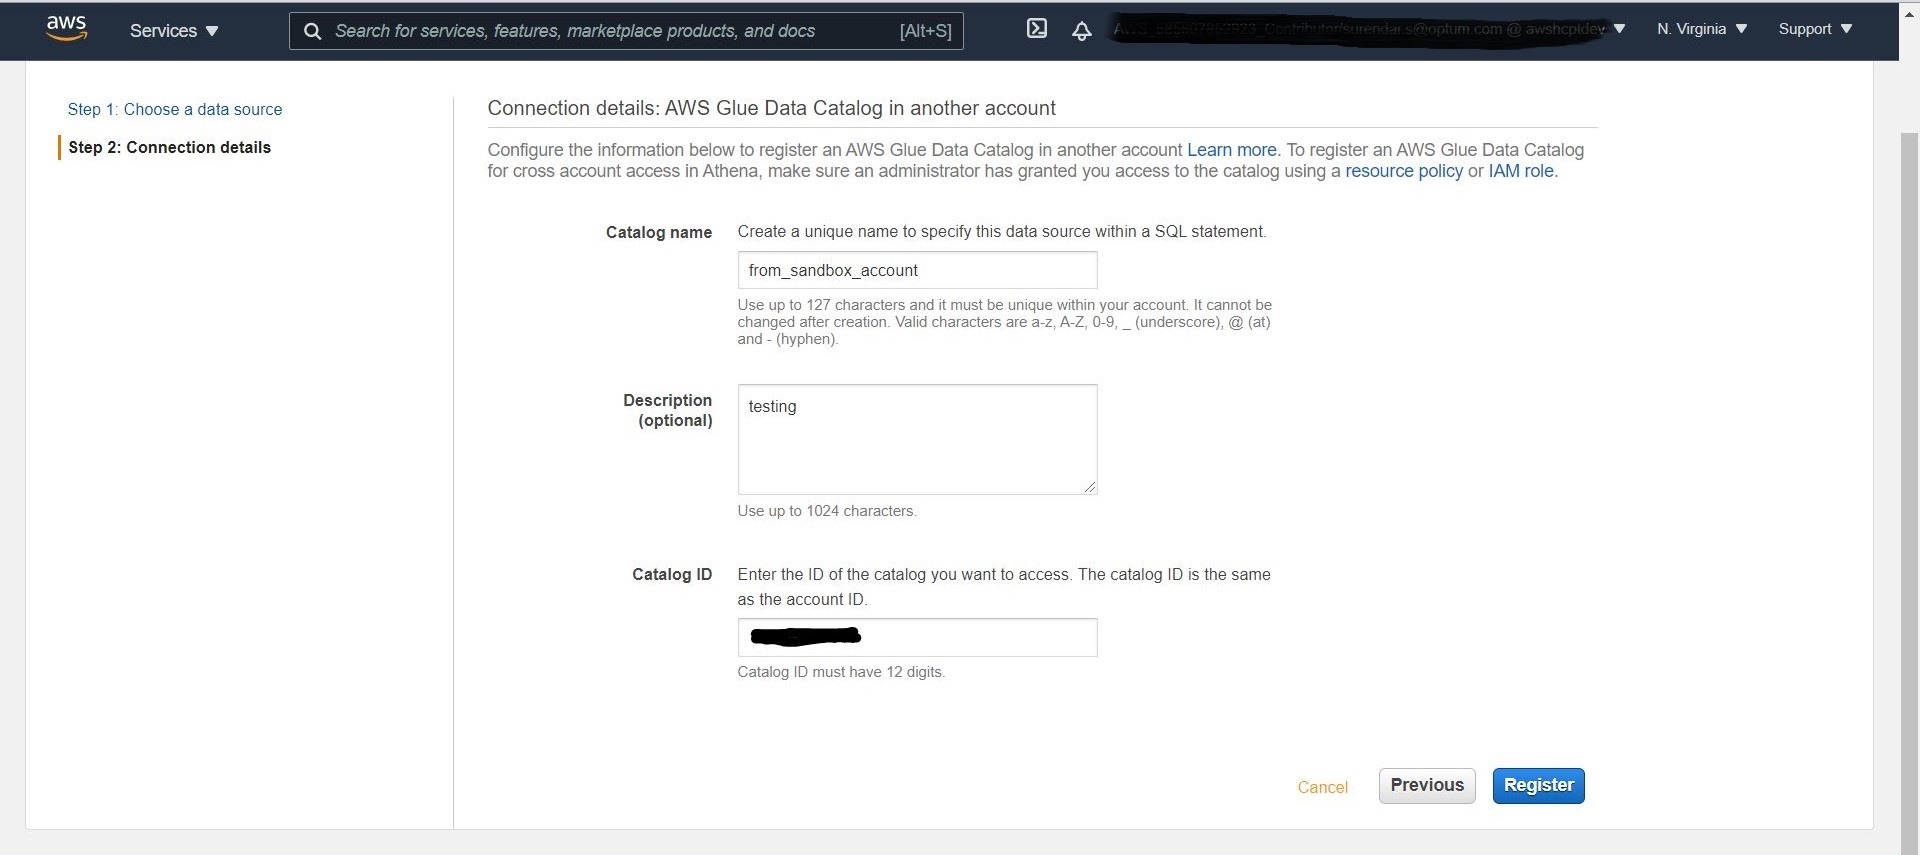 aws
Services
Search for services, features, marketplace products, and docs [Alt+S]
N. Virginia
Support
Step 1: Choose a data source
Step 2: Connection details
Connection details: AWS Glue Data Catalog in another account
Configure the information below to register an AWS Glue Data Catalog in another account Learn more. To register an AWS Glue Data Catalog
for cross account access in Athena, make sure an administrator has granted you access to the catalog using a resource policy or IAM role.
Catalog name
Create a unique name to specify this data source within a SQL statement.
from_sandbox_account
Use up to 127 characters and it must be unique within your account. It cannot be
changed after creation. Valid characters are a-z, A-Z, 0-9, _ (underscore), @ (at)
and - (hyphen).
Description
(optional)
testing
Use up to 1024 characters.
Catalog ID
Enter the ID of the catalog you want to access. The catalog ID is the same
as the account ID.
Catalog ID must have 12 digits.
Cancel
Previous
Register